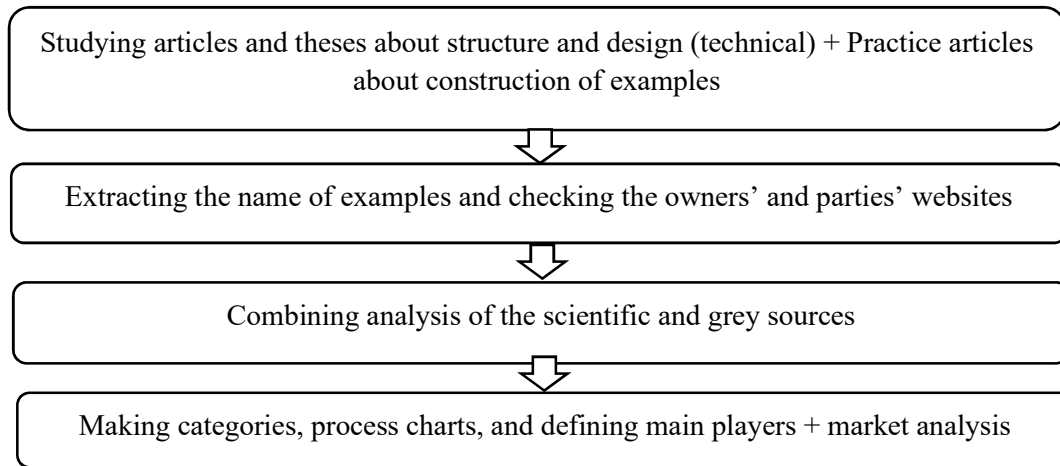 Studying articles and theses about structure and design (technical) + Practice articles
about construction of examples
Extracting the name of examples and checking the owners’ and parties’ websites
Combining analysis of the scientific and grey sources
Making categories, process charts, and defining main players + market analysis